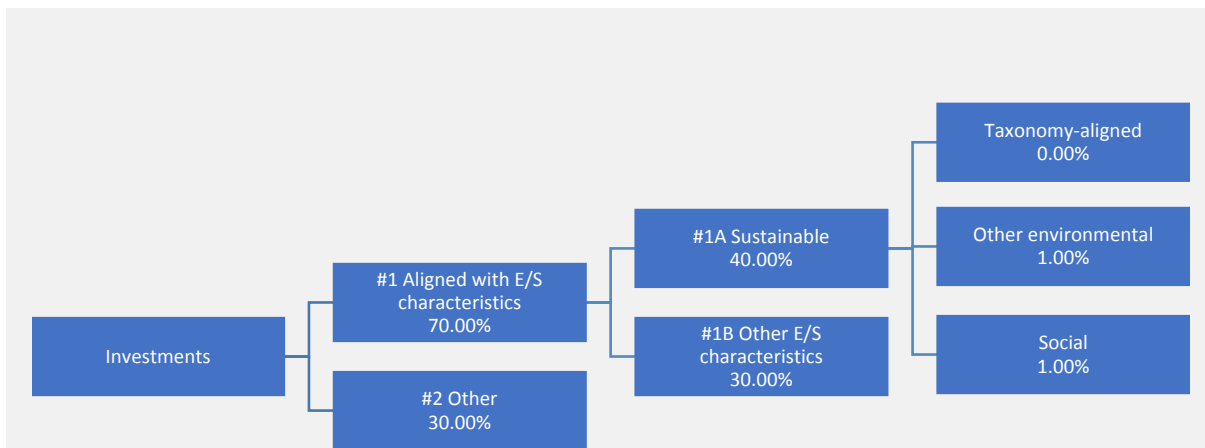 Investments
#1 Aligned with E/S
characteristics
70.00%
#2 Other
30.00%
#1A Sustainable
40.00%
#1B Other E/S
characteristics
30.00%
Taxonomy-aligned
0.00%
Other environmental
1.00%
Social
1.00%